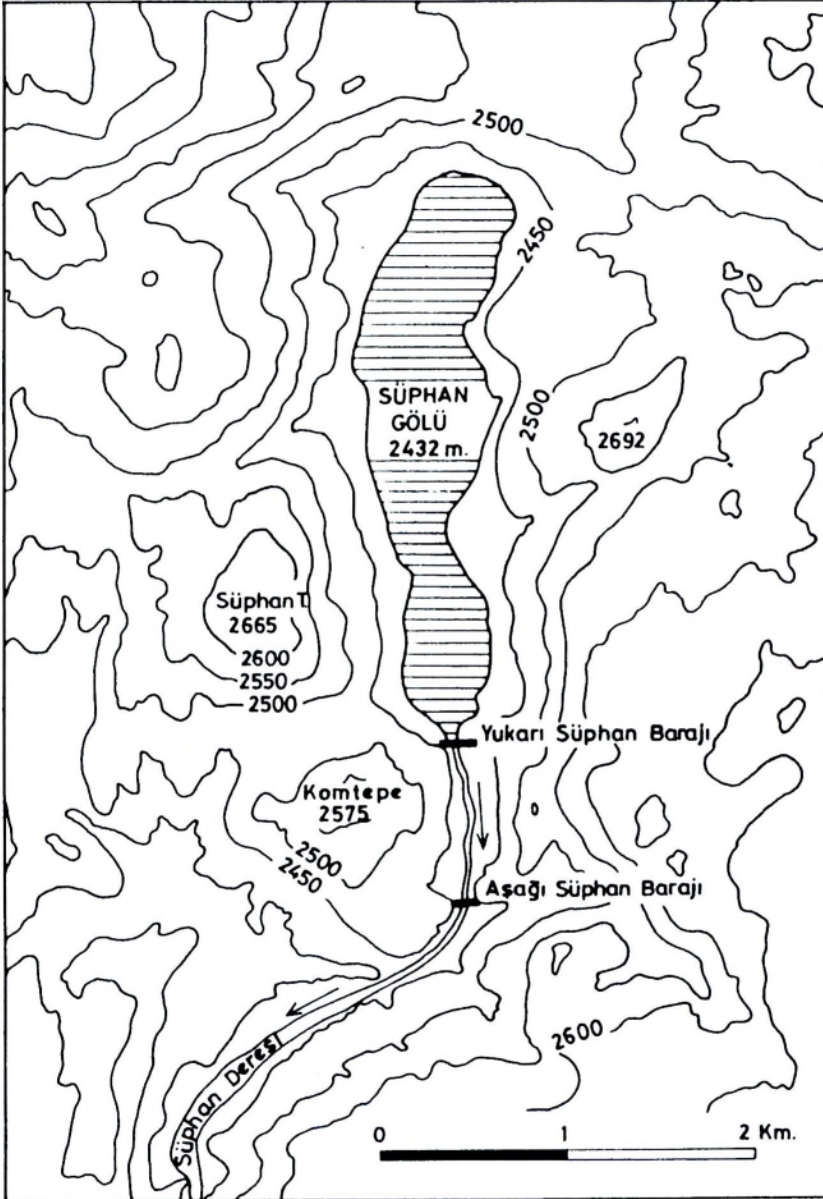 2500
2450
SÜPHAN
GÖLÜ
2432 m.
2500
2692
Süphan T.
2665
2600
2550
2500
Yukarı Süphan Barajı
Komtepe
2575
2500
2450
Aşağı Süphan Barajı
2600
Süphan Deresi
0 1 2 Km.